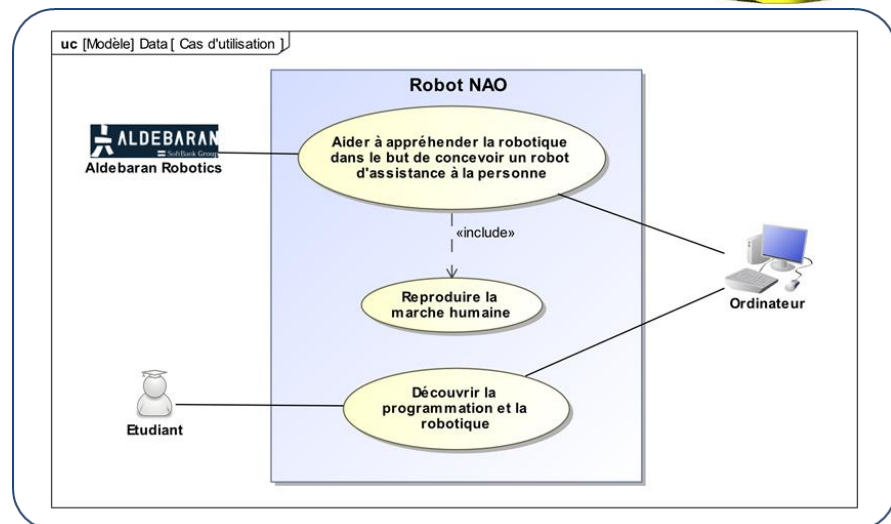 uc [Modèle] Data [ Cas d'utilisation ]
Robot NAO
ALDEBARAN
SoftBank Group
Aldebaran Robotics
Aider à appréhender la robotique
dans le but de concevoir un robot
d'assistance à la personne
«include»
Reproduire la
marche humaine
Ordinateur
Etudiant
Découvrir la
programmation et la
robotique